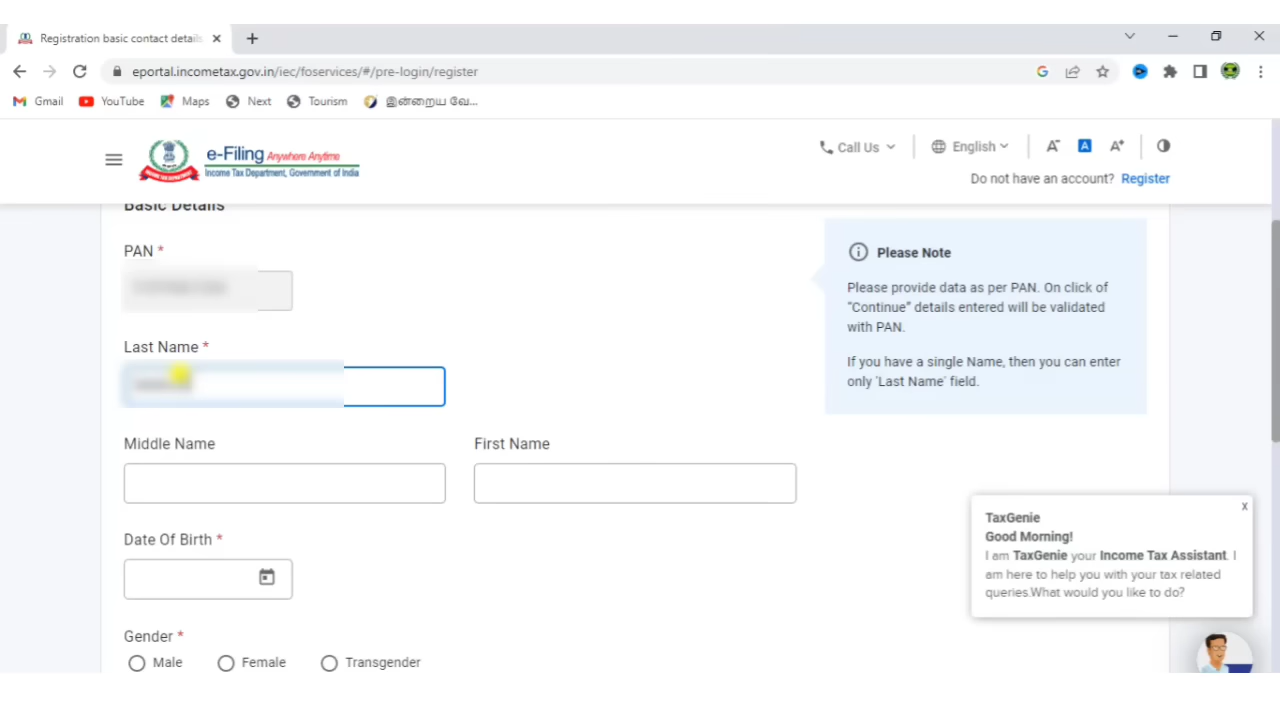 Registration basic contact details
eportal.incometax.gov.in/iec/foservices/#/pre-login/register
Gmail YouTube Maps Next Tourism இன்றைய வே...
e-Filing Anywhere Anytime
Income Tax Department, Government of India
Call Us English A- A A+
Do not have an account? Register
Basic Details
PAN *
Last Name *
Middle Name First Name
Date Of Birth *
Gender *
Male Female Transgender
Please Note
Please provide data as per PAN. On click of
"Continue" details entered will be validated
with PAN.
If you have a single Name, then you can enter
only 'Last Name' field.
x
TaxGenie
Good Morning!
I am TaxGenie your Income Tax Assistant. I
am here to help you with your tax related
queries.What would you like to do?